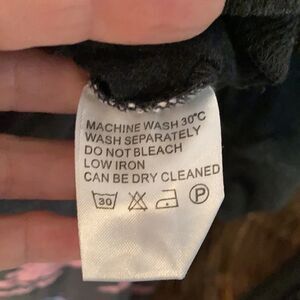 MACHINE WASH 30°C
WASH SEPARATELY
DO NOT BLEACH
LOW IRON
CAN BE DRY CLEANED
30 P